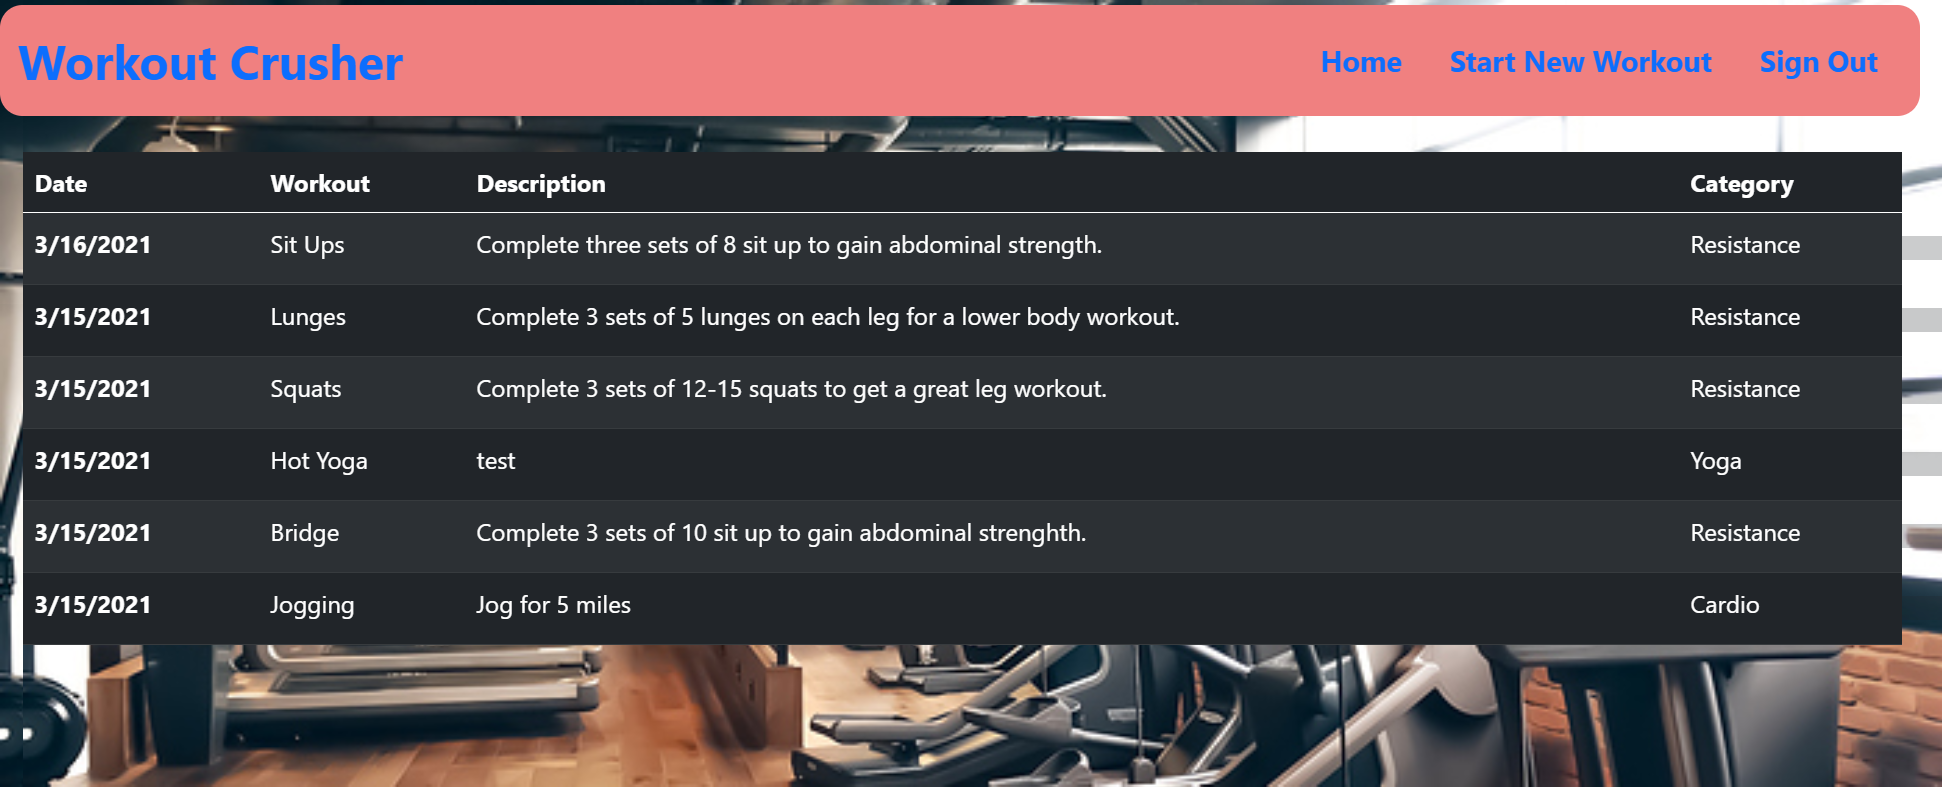 Workout Crusher Home Start New Workout Sign Out
Date Workout Description Category
3/16/2021 Sit Ups Complete three sets of 8 sit up to gain abdominal strength. Resistance
3/15/2021 Lunges Complete 3 sets of 5 lunges on each leg for a lower body workout. Resistance
3/15/2021 Squats Complete 3 sets of 12-15 squats to get a great leg workout. Resistance
3/15/2021 Hot Yoga test Yoga
3/15/2021 Bridge Complete 3 sets of 10 sit up to gain abdominal strenghth. Resistance
3/15/2021 Jogging Jog for 5 miles Cardio